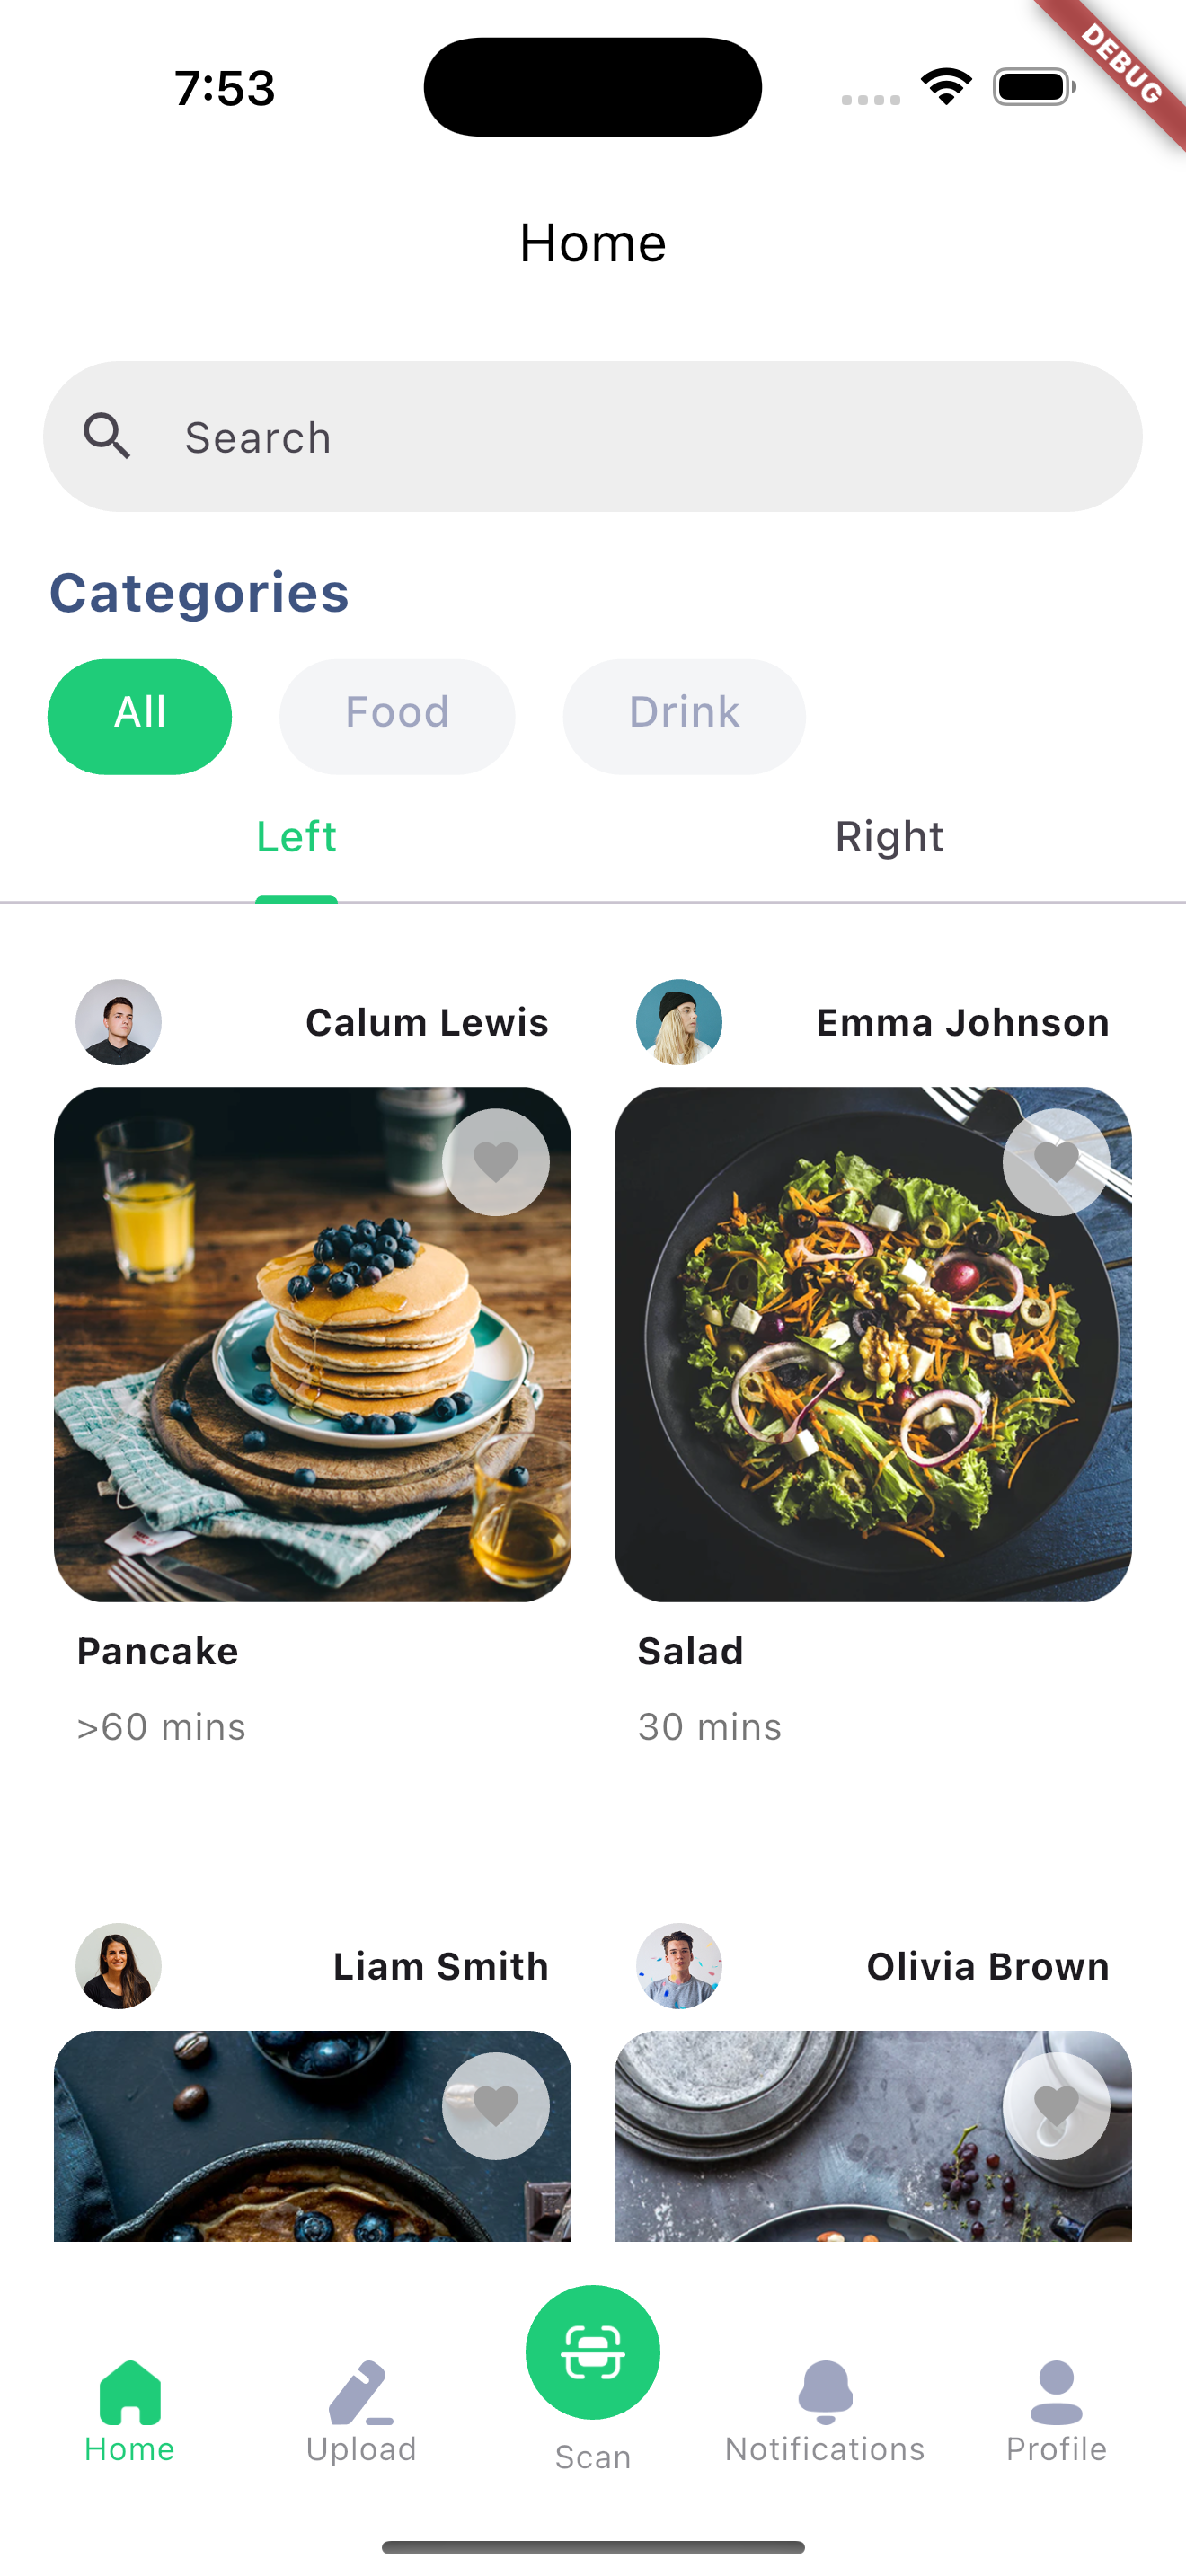 7:53
DEBUG
Home
Search
Categories
All Food Drink
Left Right
Calum Lewis Emma Johnson
Pancake Salad
>60 mins 30 mins
Liam Smith Olivia Brown
Home Upload Scan Notifications Profile